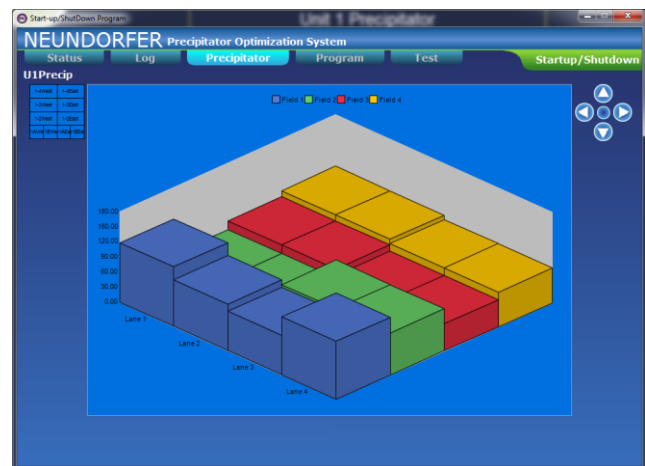 Start-up/ShutDown Program
Unit 1 Precipitator
NEUNDORFER Precipitator Optimization System
Status Log Precipitator Program Test Startup/Shutdown
U1Precip
Field 1 Field 2 Field 3 Field 4
180.00
150.00
120.00
90.00
60.00
30.00
0.00
Lane 1
Lane 2
Lane 3
Lane 4